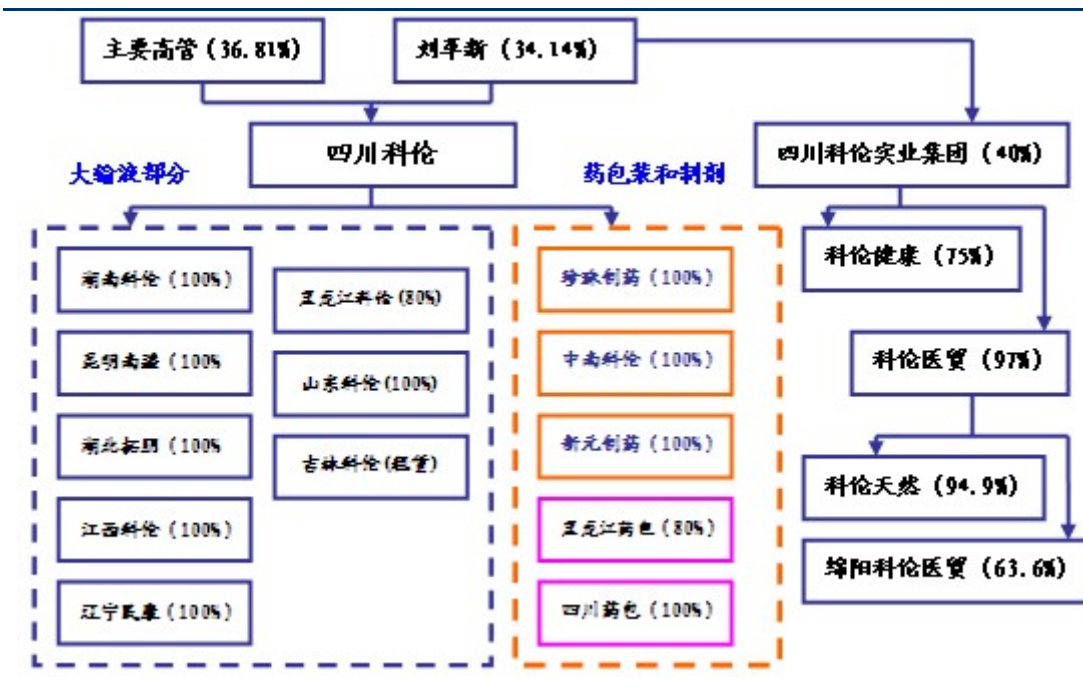 主要高管（36.81%）
刘革新（34.14%）
四川科伦
四川科伦实业集团（40%）
大输液部分
药包装和制剂
科伦健康（75%）
湖南科伦（100%）
黑龙江科伦(80%)
珍珠制药（100%）
昆明南疆（100%
山东科伦(100%)
中南科伦（100%）
科伦医贸（97%）
湖北拓朋（100%
吉林科伦(租赁)
新元制药（100%）
科伦天然（94.9%）
江西科伦（100%）
黑龙江药包（80%）
绵阳科伦医贸（63.6%）
辽宁民康（100%）
四川药包（100%）